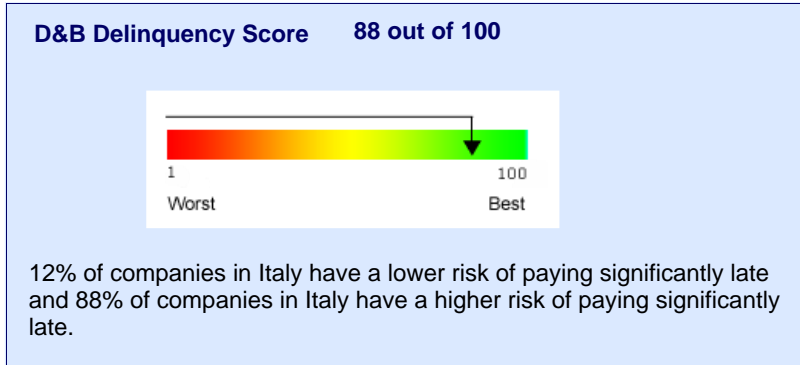 D&B Delinquency Score 88 out of 100
1 100
Worst Best
12% of companies in Italy have a lower risk of paying significantly late
and 88% of companies in Italy have a higher risk of paying significantly
late.